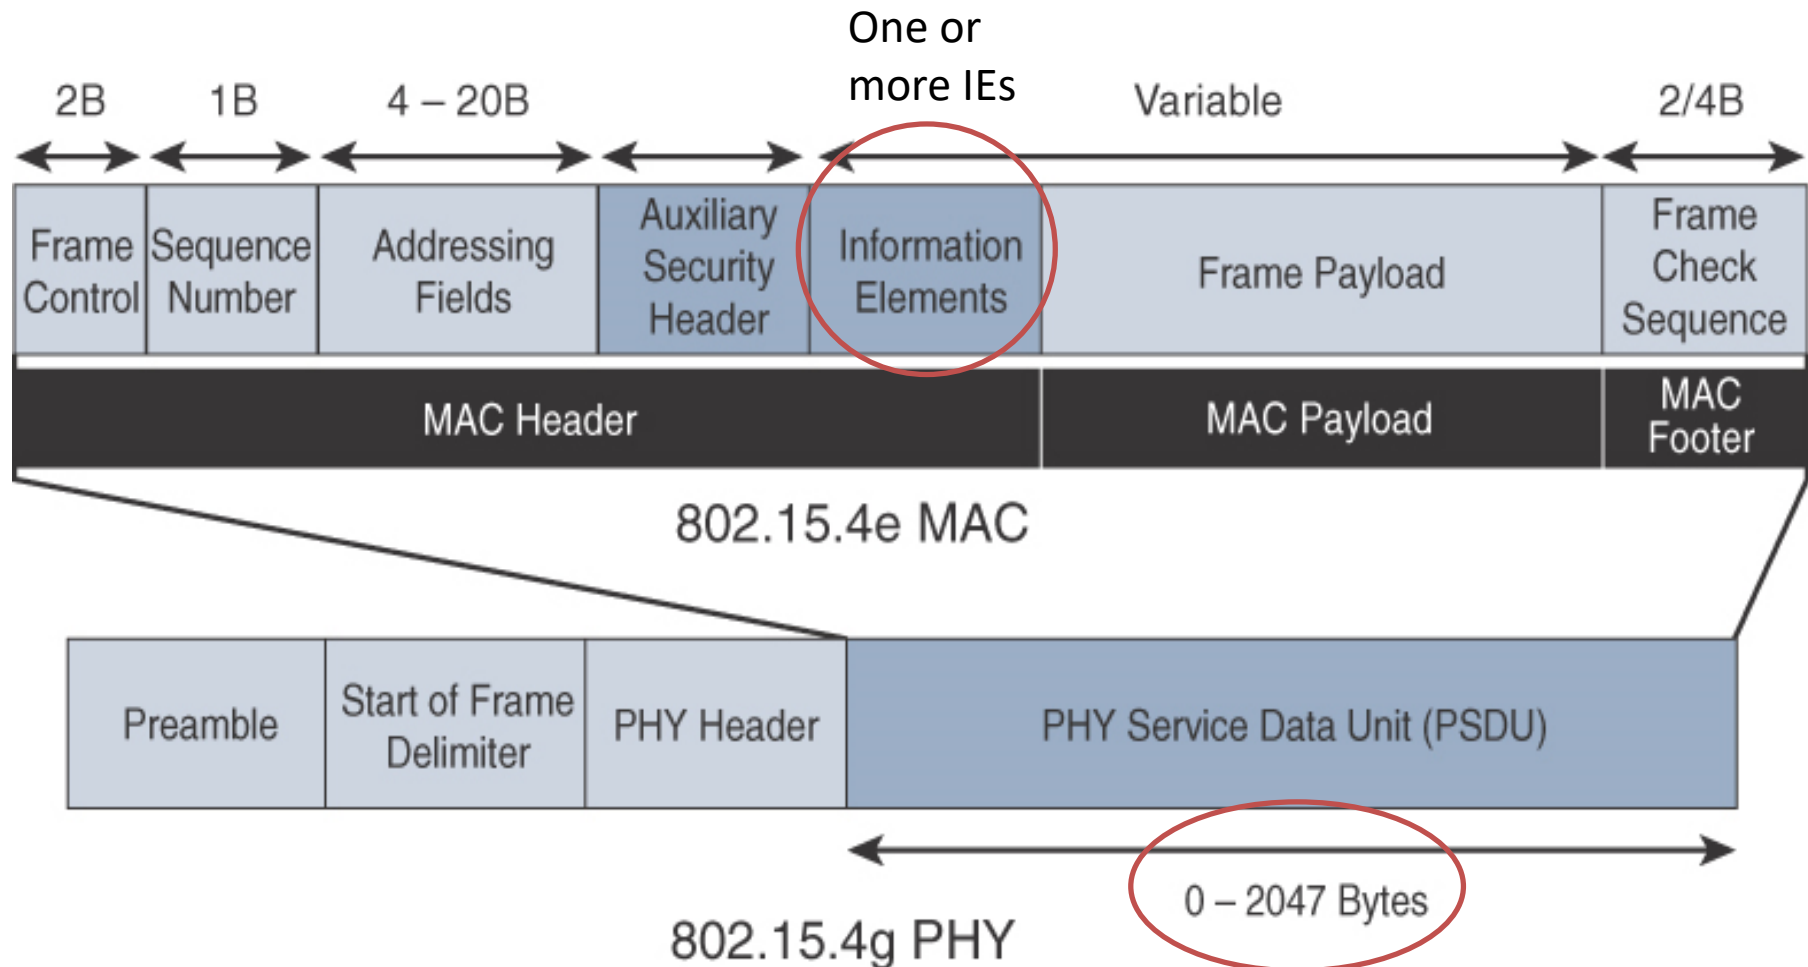 One or
more IEs
2B
1B
4 – 20B
Variable
2/4B
Frame
Control
Sequence
Number
Addressing
Fields
Auxiliary
Security
Header
Information
Elements
Frame Payload
Frame
Check
Sequence
MAC Header
MAC Payload
MAC
Footer
802.15.4e MAC
Preamble
Start of Frame
Delimiter
PHY Header
PHY Service Data Unit (PSDU)
0 – 2047 Bytes
802.15.4g PHY